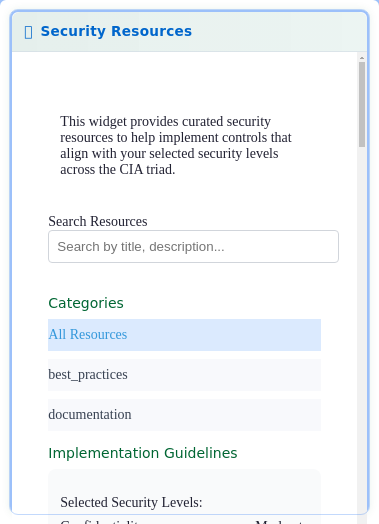 Security Resources
This widget provides curated security
resources to help implement controls that
align with your selected security levels
across the CIA triad.
Search Resources
Search by title, description...
Categories
All Resources
best_practices
documentation
Implementation Guidelines
Selected Security Levels: